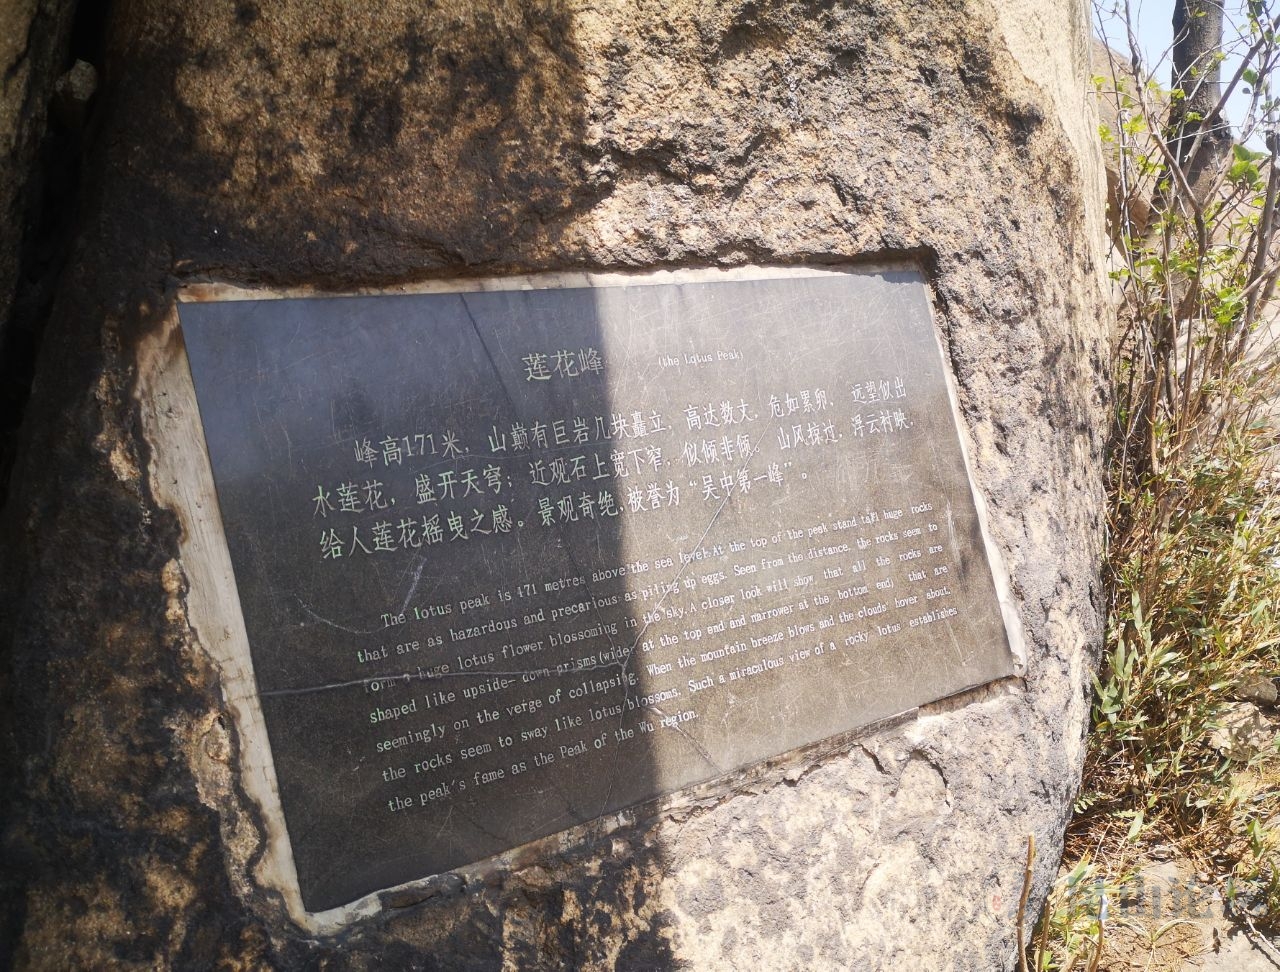 莲花峰 (the Lotus Peak)
峰高171米，山巅有巨岩几块矗立，高达数丈，危如累卵，远望似出
水莲花，盛开天穹；近观石上宽下窄，似倾非倾。山风掠过，浮云衬映，
给人莲花摇曳之感。景观奇绝，被誉为“吴中第一峰”。
The lotus peak is 171 metres above the sea level. At the top of the peak stand tall huge rocks
that are as hazardous and precarious as piling up eggs. Seen from the distance, the rocks seem to
form a huge lotus flower blossoming in the sky. A closer look will show that all the rocks are
shaped like upside-down prisms (wider at the top end and narrower at the bottom end) that are
seemingly on the verge of collapsing. When the mountain breeze blows and the clouds hover about,
the rocks seem to sway like lotus blossoms. Such a miraculous view of a rocky lotus establishes
the peak's fame as the Peak of the Wu region.